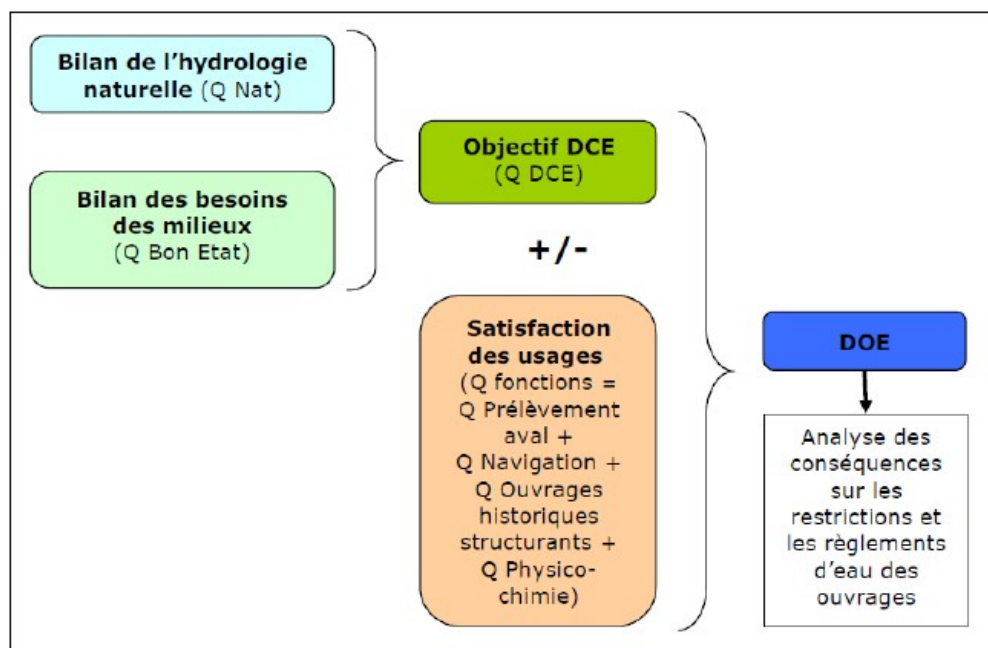 Bilan de l'hydrologie
naturelle (Q Nat)
Bilan des besoins
des milieux
(Q Bon Etat)
Objectif DCE
(Q DCE)
+/-
Satisfaction
des usages
(Q fonctions =
Q Prélèvement
aval +
Q Navigation +
Q Ouvrages
historiques
structurants +
Q Physico-
chimie)
DOE
Analyse des
conséquences
sur les
restrictions et
les règlements
d'eau des
ouvrages